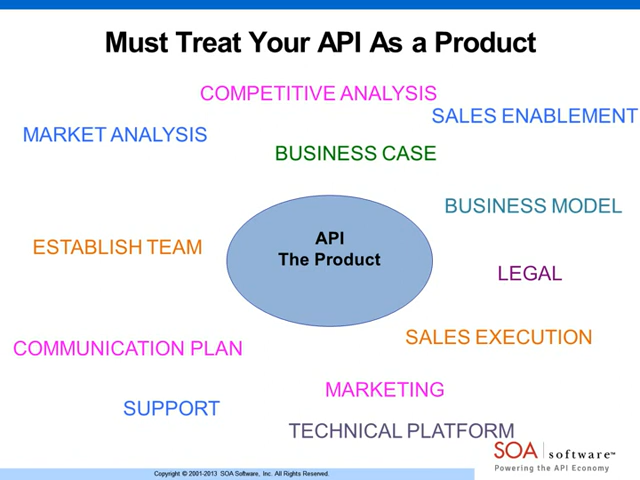 Must Treat Your API As a Product
COMPETITIVE ANALYSIS
SALES ENABLEMENT
MARKET ANALYSIS
BUSINESS CASE
BUSINESS MODEL
API
The Product
ESTABLISH TEAM
LEGAL
SALES EXECUTION
COMMUNICATION PLAN
MARKETING
SUPPORT
TECHNICAL PLATFORM
SOA software™
Powering the API Economy
Copyright © 2001-2013 SOA Software, Inc. All Rights Reserved.